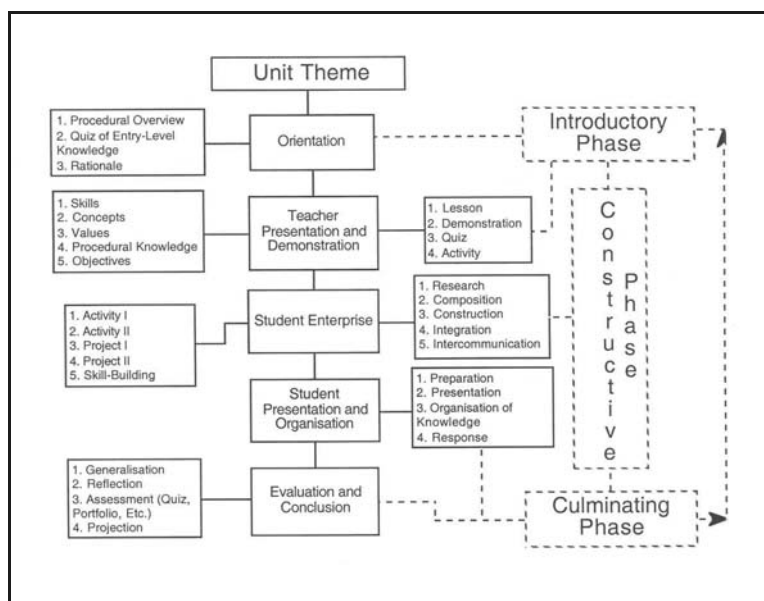 Unit Theme
1. Procedural Overview
2. Quiz of Entry-Level
Knowledge
3. Rationale
Orientation
Introductory
Phase
1. Skills
2. Concepts
3. Values
4. Procedural Knowledge
5. Objectives
Teacher
Presentation and
Demonstration
1. Lesson
2. Demonstration
3. Quiz
4. Activity
Constructive
Phase
1. Activity I
2. Activity II
3. Project I
4. Project II
5. Skill-Building
Student Enterprise
1. Research
2. Composition
3. Construction
4. Integration
5. Intercommunication
Student
Presentation and
Organisation
1. Preparation
2. Presentation
3. Organisation of
Knowledge
4. Response
1. Generalisation
2. Reflection
3. Assessment (Quiz,
Portfolio, Etc.)
4. Projection
Evaluation and
Conclusion
Culminating
Phase